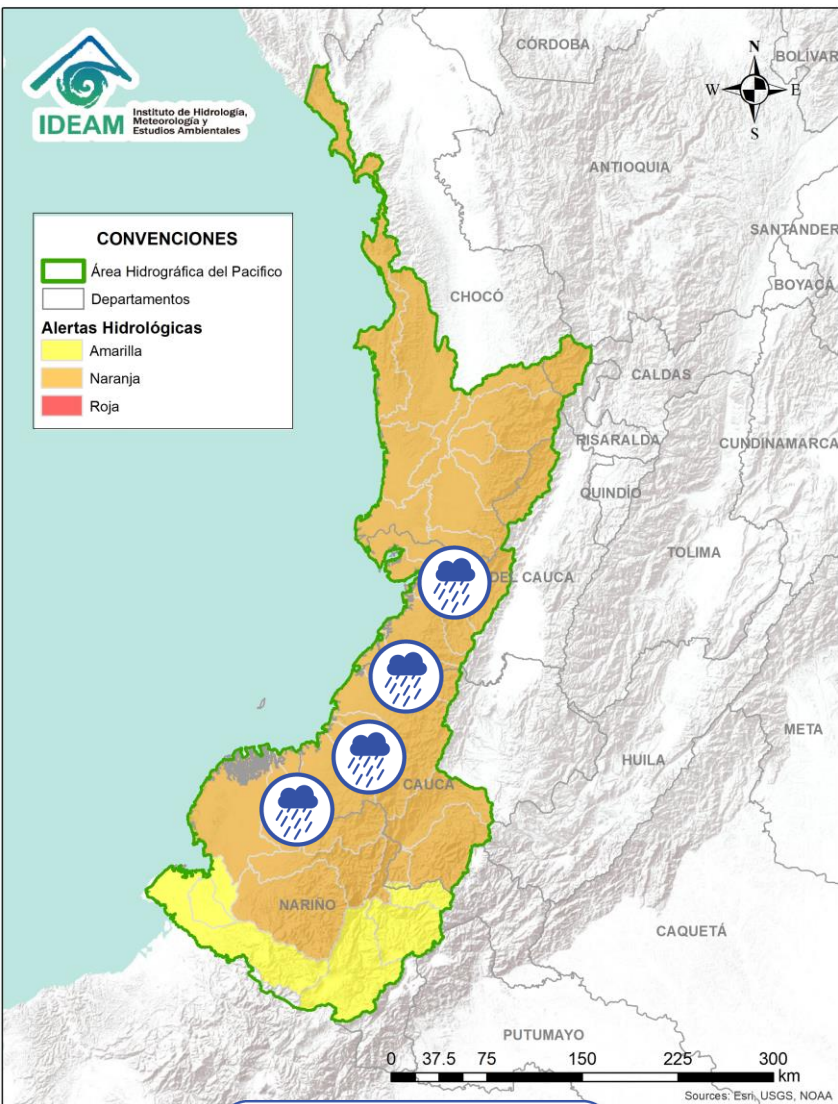 IDEAM
Instituto de Hidrología,
Meteorología y
Estudios Ambientales
CÓRDOBA
BOLÍVAR
N
W
E
S
ANTIOQUIA
SANTANDER
BOYACÁ
CONVENCIONES
Área Hidrográfica del Pacifico
Departamentos
Alertas Hidrológicas
Amarilla
Naranja
Roja
CHOCÓ
CALDAS
RISARALDA
CUNDINAMARCA
QUINDÍO
TOLIMA
DEL CAUCA
META
HUILA
CAUCA
NARIÑO
CAQUETÁ
PUTUMAYO
0 37.5 75 150 225 300
km
Sources: Esri, USGS, NOAA